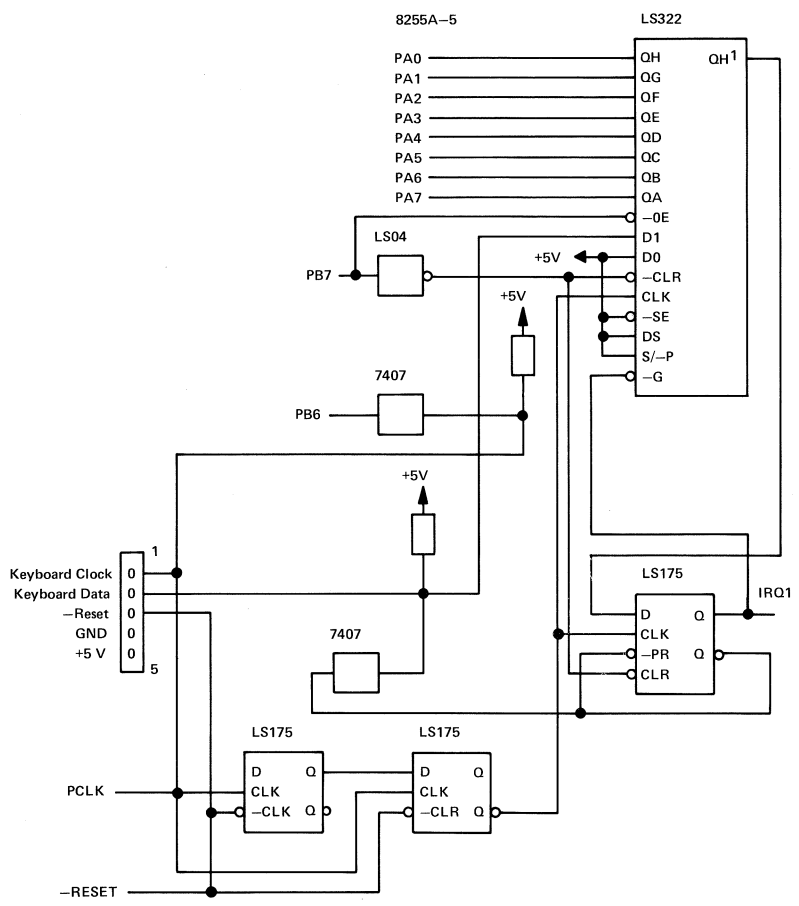 8255A-5 LS322
PA0 QH QH1
PA1 QG
PA2 QF
PA3 QE
PA4 QD
PA5 QC
PA6 QB
PA7 QA
-0E
LS04 D1
+5V D0
PB7 -CLR
+5V CLK
-SE
DS
7407 S/-P
-G
PB6
+5V
1
Keyboard Clock 0
Keyboard Data 0
-Reset 0
GND 0
+5 V 0
5
LS175
IRQ1
D Q
CLK
-PR Q
CLR
7407
LS175 LS175
D Q D Q
PCLK CLK CLK
-CLK Q -CLR Q
-RESET